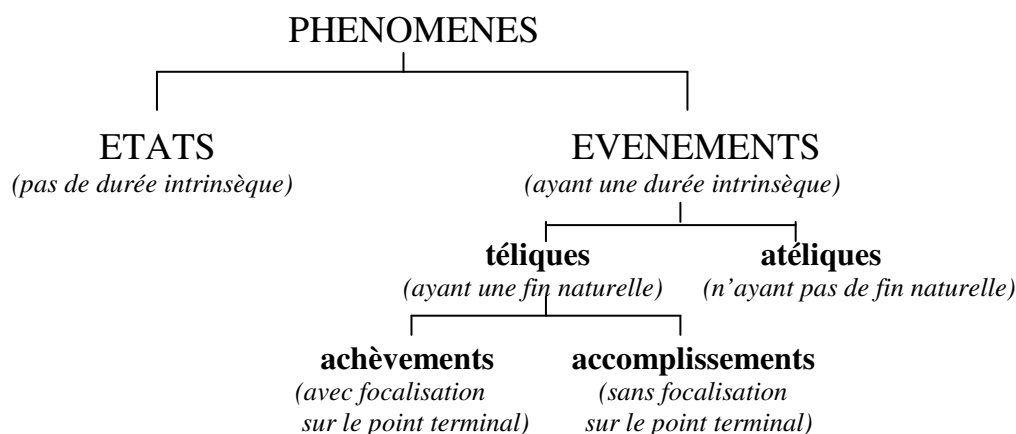 PHENOMENES
ETATS EVENEMENTS
(pas de durée intrinsèque) (ayant une durée intrinsèque)
téliques atéliques
(ayant une fin naturelle) (n'ayant pas de fin naturelle)
achèvements accomplissements
(avec focalisation (sans focalisation
sur le point terminal) sur le point terminal)